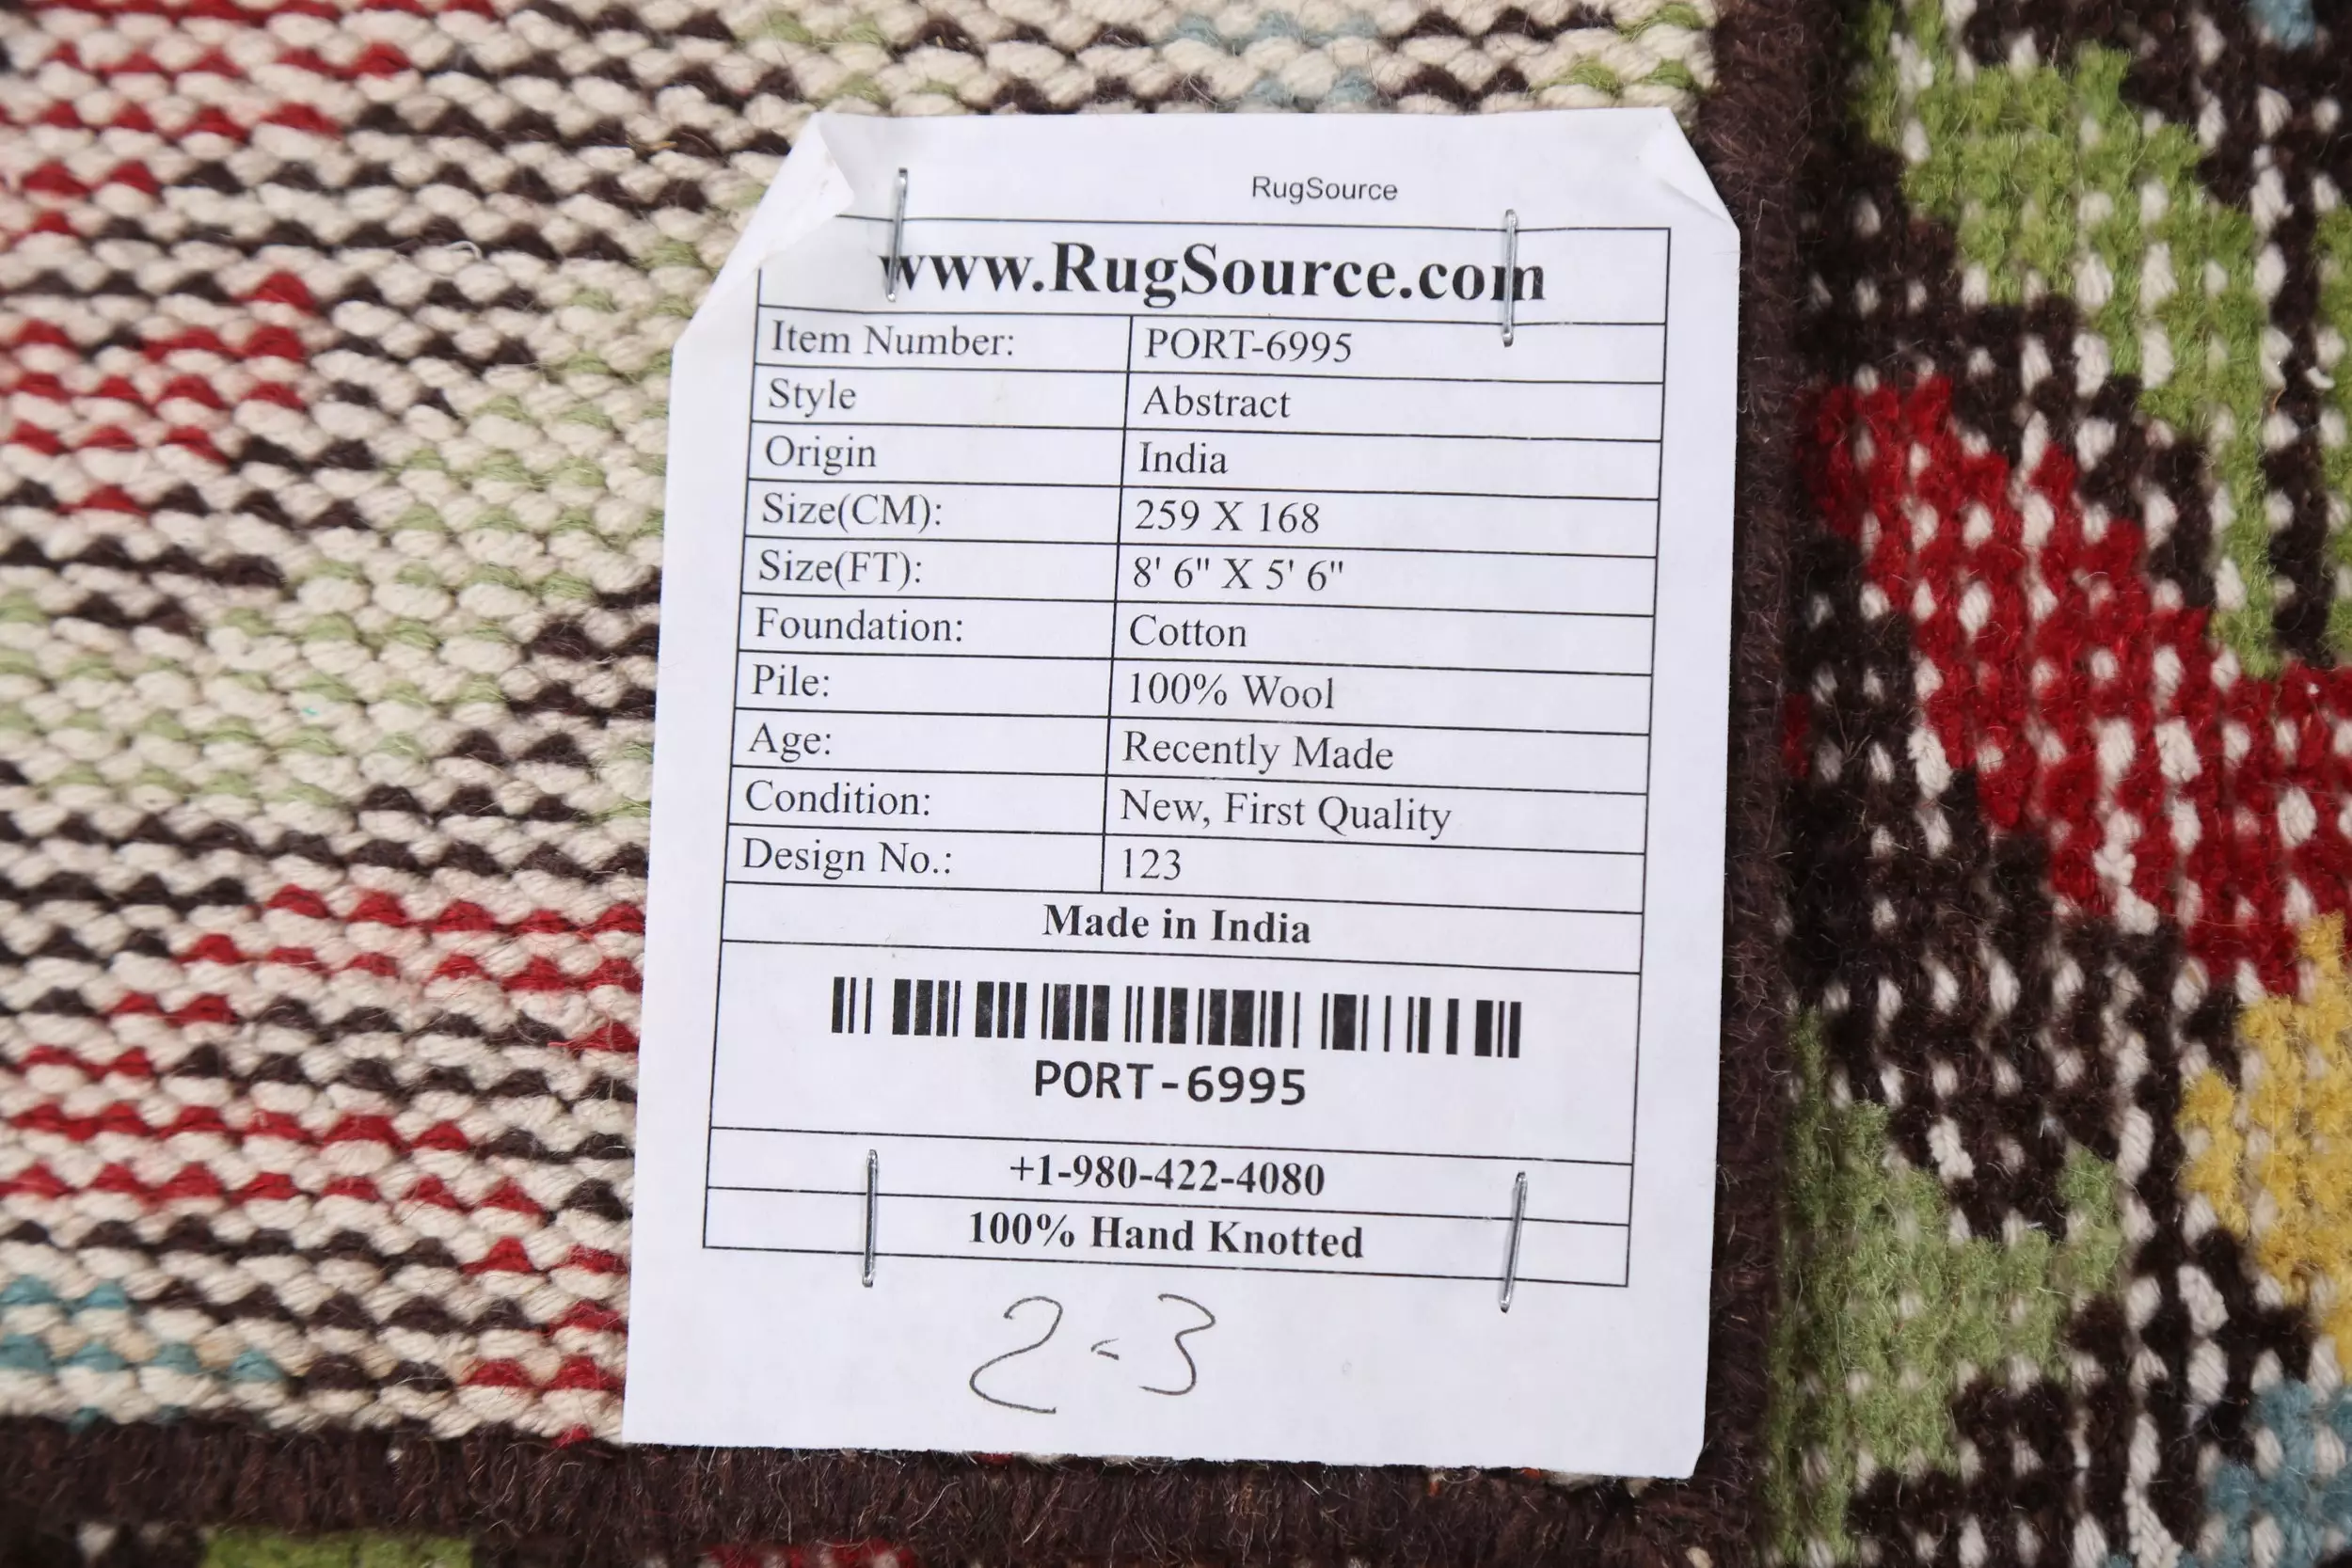 RugSource
www.RugSource.com
Item Number: PORT-6995
Style Abstract
Origin India
Size(CM): 259 X 168
Size(FT): 8' 6" X 5' 6"
Foundation: Cotton
Pile: 100% Wool
Age: Recently Made
Condition: New, First Quality
Design No.: 123
Made in India
PORT-6995
+1-980-422-4080
100% Hand Knotted
2-3